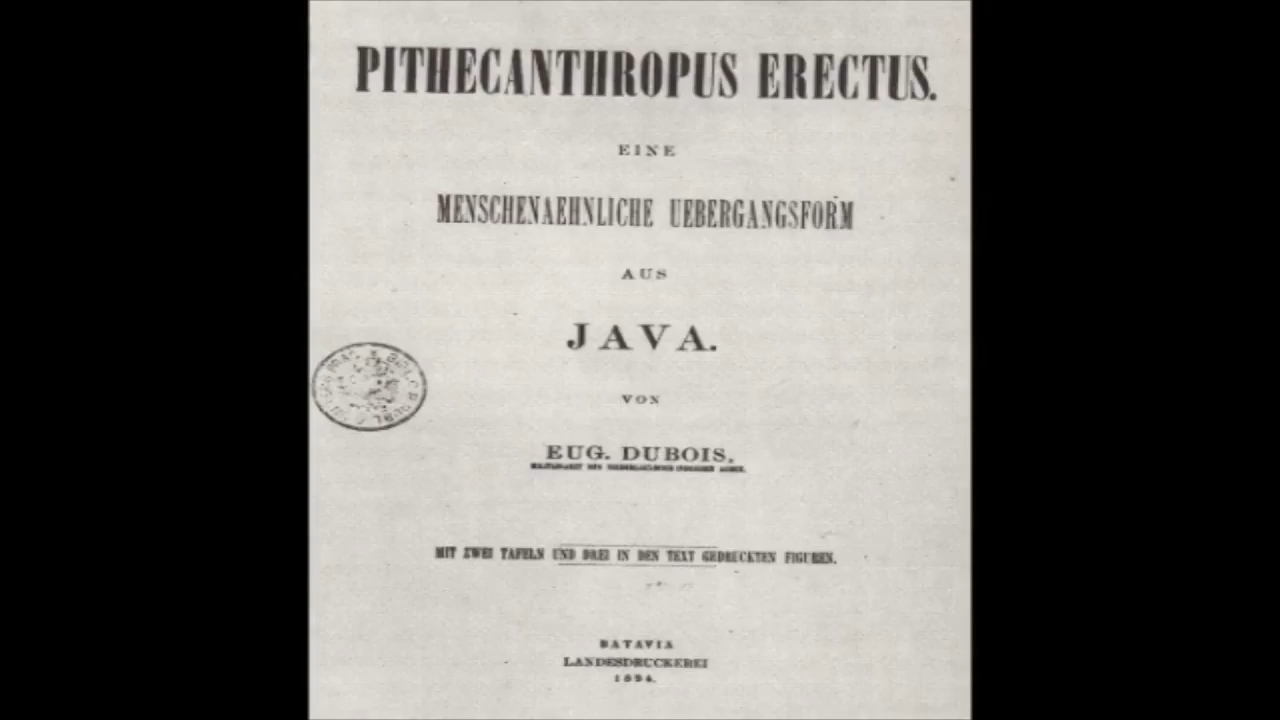 PITHECANTHROPUS ERECTUS.
EINE
MENSCHENAEHNLICHE UEBERGANGSFORM
AUS
JAVA.
VON
EUG. DUBOIS,
MIT ZWEI TAFELN UND DREI IN DEN TEXT GEDRUCKTEN FIGUREN.
BATAVIA
LANDESDRUCKEREI
1894.